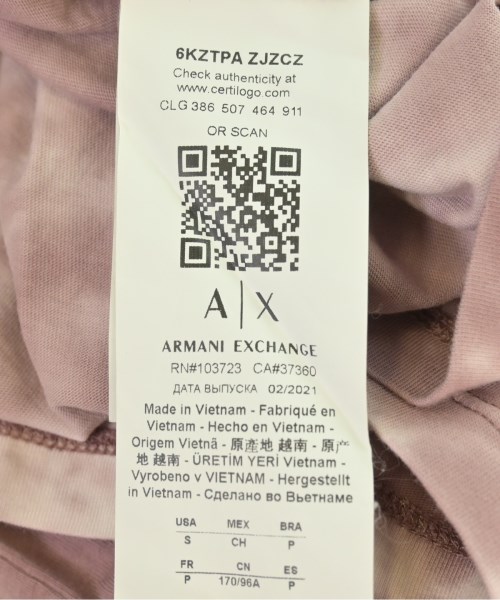 6KZTPA ZJZCZ
Check authenticity at
www.certilogo.com
CLG 386 507 464 911
OR SCAN
A|X
ARMANI EXCHANGE
RN#103723 CA#37360
ДАТА ВЫПУСКА 02/2021
Made in Vietnam - Fabriqué en
Vietnam - Hecho en Vietnam -
Origem Vietnã - 原產地 越南 - 原产
地 越南 - ÜRETİM YERİ Vietnam -
Vyrobeno v VIETNAM - Hergestellt
in Vietnam - Сделано во Вьетнаме
USA MEX BRA
S CH P
FR CN ES
P 170/96A P